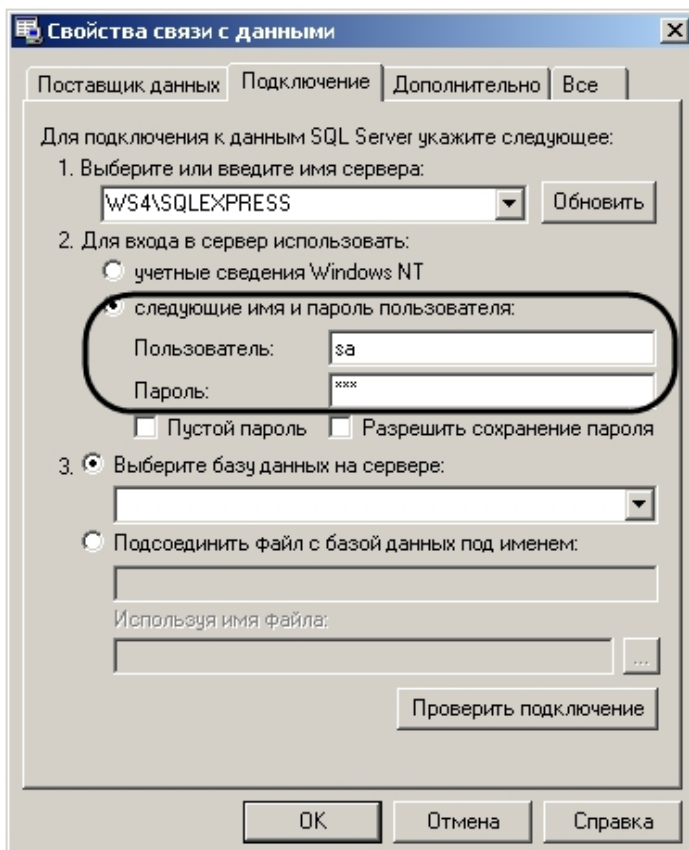 Свойства связи с данными
Поставщик данных Подключение Дополнительно Все
Для подключения к данным SQL Server укажите следующее:
1. Выберите или введите имя сервера:
WS4\SQLEXPRESS Обновить
2. Для входа в сервер использовать:
учетные сведения Windows NT
следующие имя и пароль пользователя:
Пользователь: sa
Пароль: ***
Пустой пароль Разрешить сохранение пароля
3. Выберите базу данных на сервере:
Подсоединить файл с базой данных под именем:
Используя имя файла:
...
Проверить подключение
OK Отмена Справка